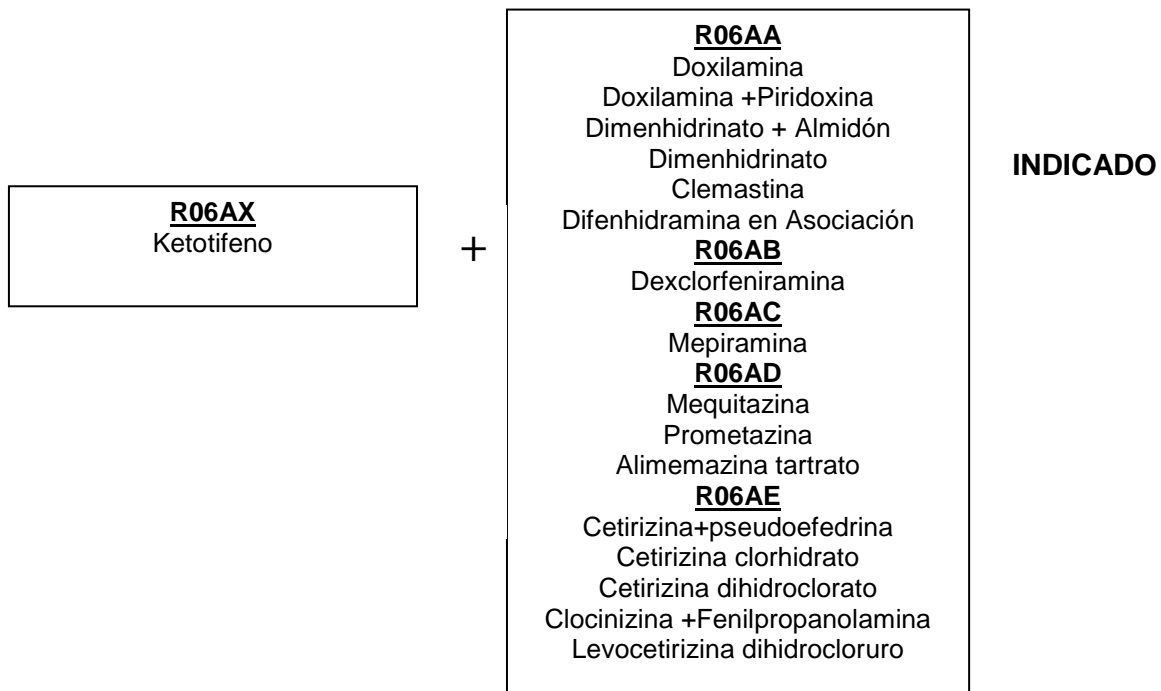 R06AX
Ketotifeno
+
R06AA
Doxilamina
Doxilamina +Piridoxina
Dimenhidrinato + Almidón
Dimenhidrinato
Clemastina
Difenhidramina en Asociación
R06AB
Dexclorfeniramina
R06AC
Mepiramina
R06AD
Mequitazina
Prometazina
Alimemazina tartrato
R06AE
Cetirizina+pseudoefedrina
Cetirizina clorhidrato
Cetirizina dihidroclorato
Clocinizina +Fenilpropanolamina
Levocetirizina dihidrocloruro
INDICADO